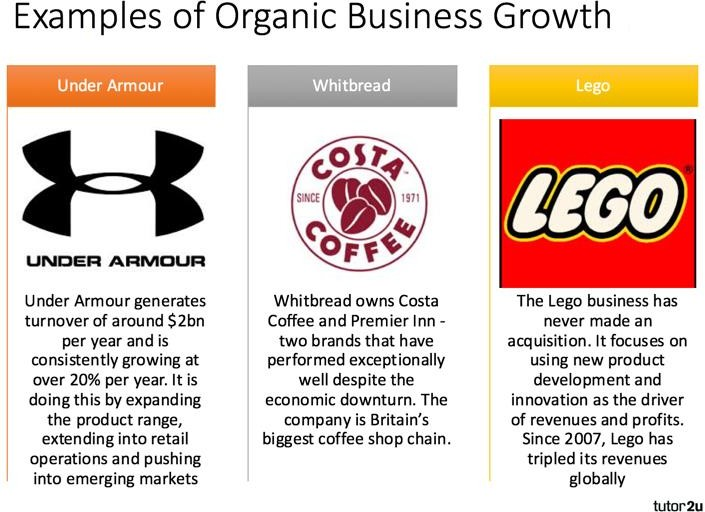 Examples of Organic Business Growth
Under Armour
UNDER ARMOUR
Under Armour generates
turnover of around $2bn
per year and is
consistently growing at
over 20% per year. It is
doing this by expanding
the product range,
extending into retail
operations and pushing
into emerging markets
Whitbread
COSTA
SINCE 1971
COFFEE
Whitbread owns Costa
Coffee and Premier Inn -
two brands that have
performed exceptionally
well despite the
economic downturn. The
company is Britain’s
biggest coffee shop chain.
Lego
LEGO®
The Lego business has
never made an
acquisition. It focuses on
using new product
development and
innovation as the driver
of revenues and profits.
Since 2007, Lego has
tripled its revenues
globally
tutor2u